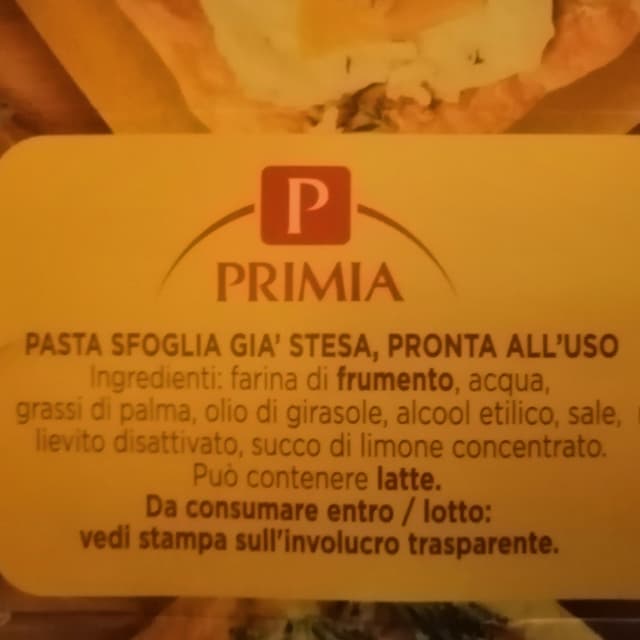 P
PRIMIA
PASTA SFOGLIA GIA' STESA, PRONTA ALL'USO
Ingredienti: farina di frumento, acqua,
grassi di palma, olio di girasole, alcool etilico, sale,
lievito disattivato, succo di limone concentrato.
Può contenere latte.
Da consumare entro / lotto:
vedi stampa sull'involucro trasparente.